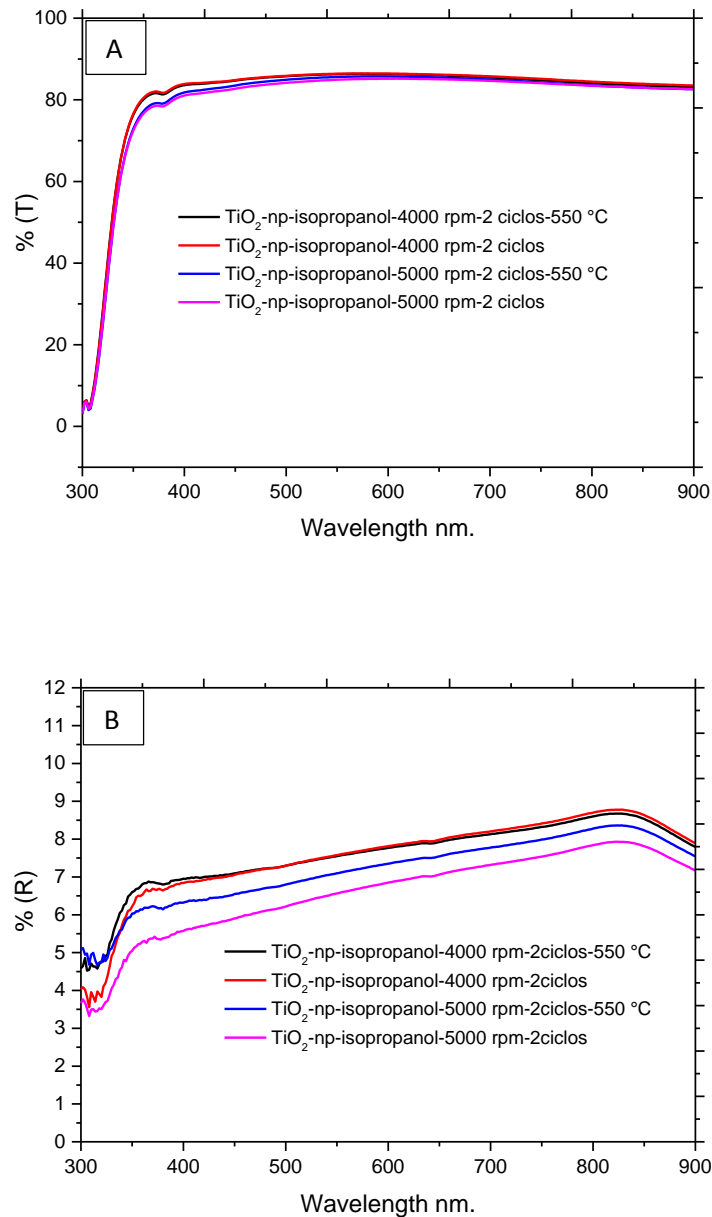 A
100
80
60
40
20
0
% (T)
TiO2-np-isopropanol-4000 rpm-2 ciclos-550 °C
TiO2-np-isopropanol-4000 rpm-2 ciclos
TiO2-np-isopropanol-5000 rpm-2 ciclos-550 °C
TiO2-np-isopropanol-5000 rpm-2 ciclos
300 400 500 600 700 800 900
Wavelength nm.
B
12
11
10
9
8
7
6
5
4
3
2
1
0
% (R)
TiO2-np-isopropanol-4000 rpm-2ciclos-550 °C
TiO2-np-isopropanol-4000 rpm-2ciclos
TiO2-np-isopropanol-5000 rpm-2ciclos-550 °C
TiO2-np-isopropanol-5000 rpm-2ciclos
300 400 500 600 700 800 900
Wavelength nm.